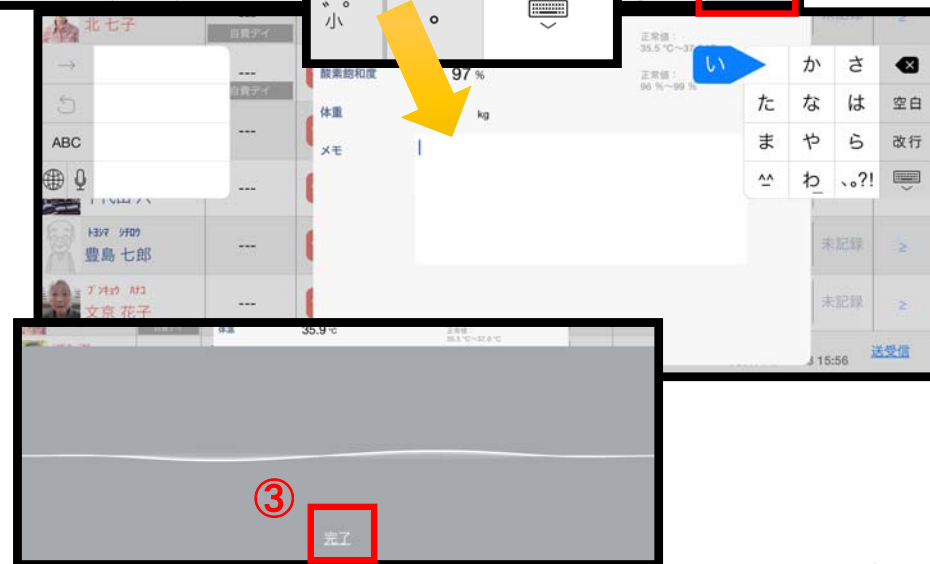 北 七子
---
自費デイ
゛゜
小
。
正常値：
35.5 ℃～37.
→
---
自費デイ
酸素飽和度
97 %
正常値：
96 %～99 %
い
か
さ
体重
kg
た
な
は
空白
ABC
---
メモ
ま
や
ら
改行
---
^^
わ
､｡?!
ﾄｼﾏ ｼﾁﾛｳ
豊島 七郎
---
未記録
≥
ﾌﾞﾝｷｮｳ ﾊﾅｺ
文京 花子
---
未記録
≥
体温
35.9 ℃
正常値：
35.5 ℃～37.0 ℃
15:56
送受信
③
完了